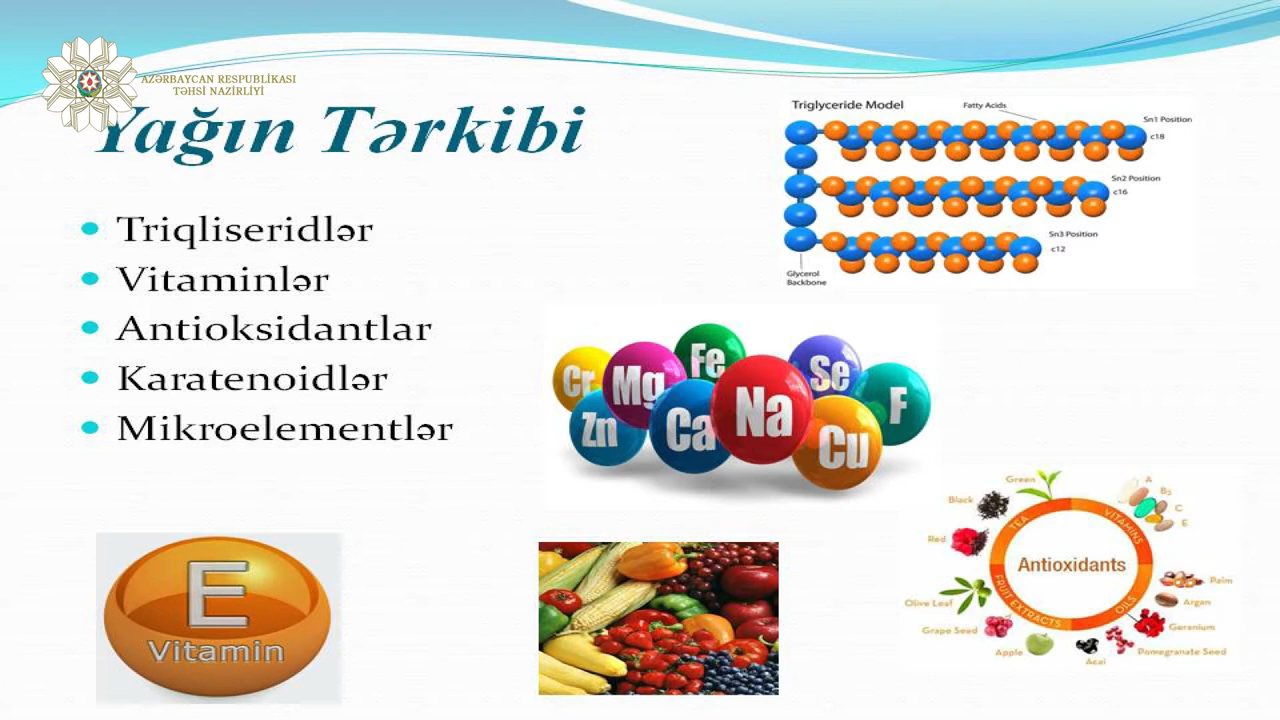 AZƏRBAYCAN RESPUBLİKASI
TƏHSİ NAZİRLİYİ
Yağın Tərkibi
Triqliseridlər
Vitaminlər
Antioksidantlar
Karatenoidlər
Mikroelementlər
Triglyceride Model
Fatty Acids
Sn1 Position
c18
Sn2 Position
c16
Sn3 Position
c12
Glycerol
Backbone
Cr
Mg
Fe
Se
F
Zn
Ca
Na
Cu
E
Vitamin
Antioxidants
TEA
VITAMINS
OILS
FRUIT EXTRACTS
Green
Black
Red
A
B5
C
E
Palm
Argan
Geranium
Pomegranate Seed
Acai
Apple
Grape Seed
Olive Leaf